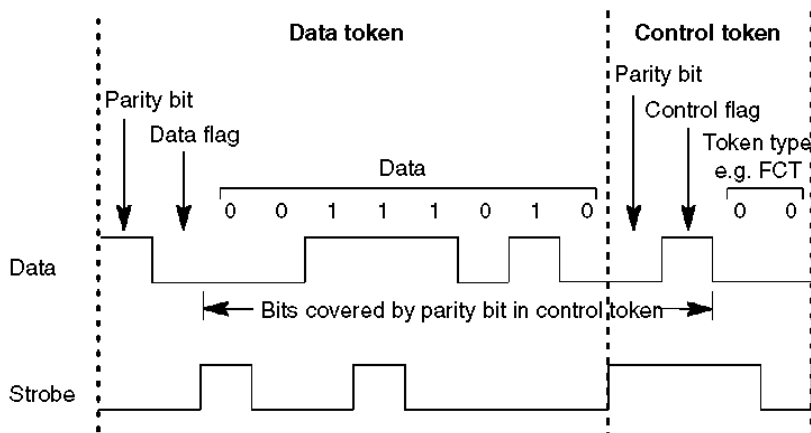 Data token
Control token
Parity bit
Parity bit
Data flag
Control flag
Token type
e.g. FCT
Data
0 0 1 1 1 0 1 0
0 0
Data
Bits covered by parity bit in control token
Strobe